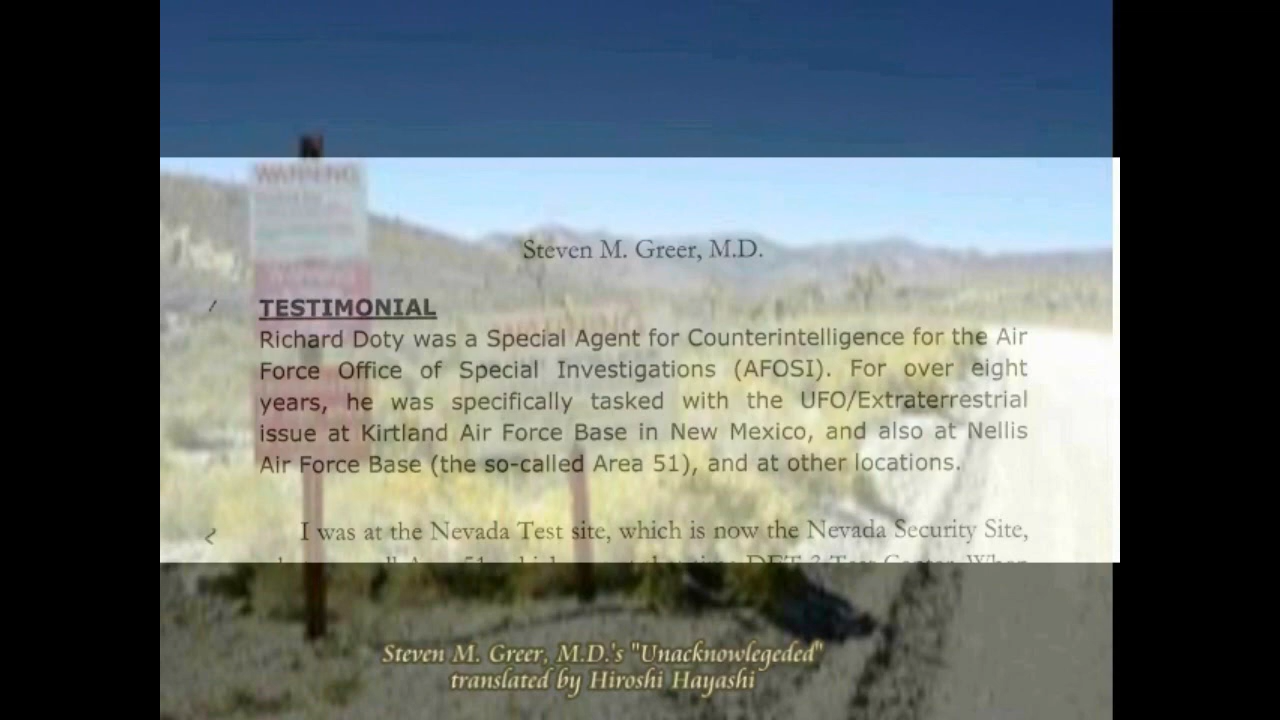 WARNING
Steven M. Greer, M.D.
TESTIMONIAL
Richard Doty was a Special Agent for Counterintelligence for the Air
Force Office of Special Investigations (AFOSI). For over eight
years, he was specifically tasked with the UFO/Extraterrestrial
issue at Kirtland Air Force Base in New Mexico, and also at Nellis
Air Force Base (the so-called Area 51), and at other locations.
I was at the Nevada Test site, which is now the Nevada Security Site,
Steven M. Greer, M.D.'s "Unacknowlegeded"
translated by Hiroshi Hayashi